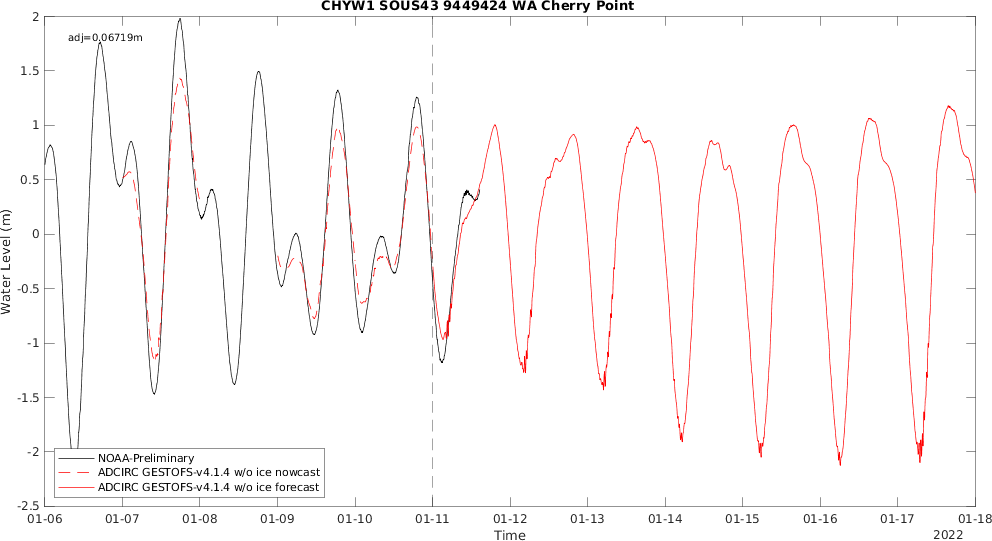 CHYW1 SOUS43 9449424 WA Cherry Point
adj=0.06719m
2
1.5
1
0.5
0
-0.5
-1
-1.5
-2
-2.5
Water Level (m)
NOAA-Preliminary
ADCIRC GESTOFS-v4.1.4 w/o ice nowcast
ADCIRC GESTOFS-v4.1.4 w/o ice forecast
01-06 01-07 01-08 01-09 01-10 01-11 01-12 01-13 01-14 01-15 01-16 01-17 01-18
Time
2022